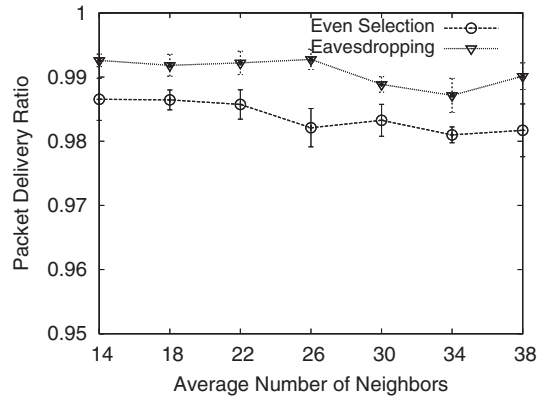 1
0.99
0.98
0.97
0.96
0.95
Packet Delivery Ratio
Even Selection
Eavesdropping
14 18 22 26 30 34 38
Average Number of Neighbors